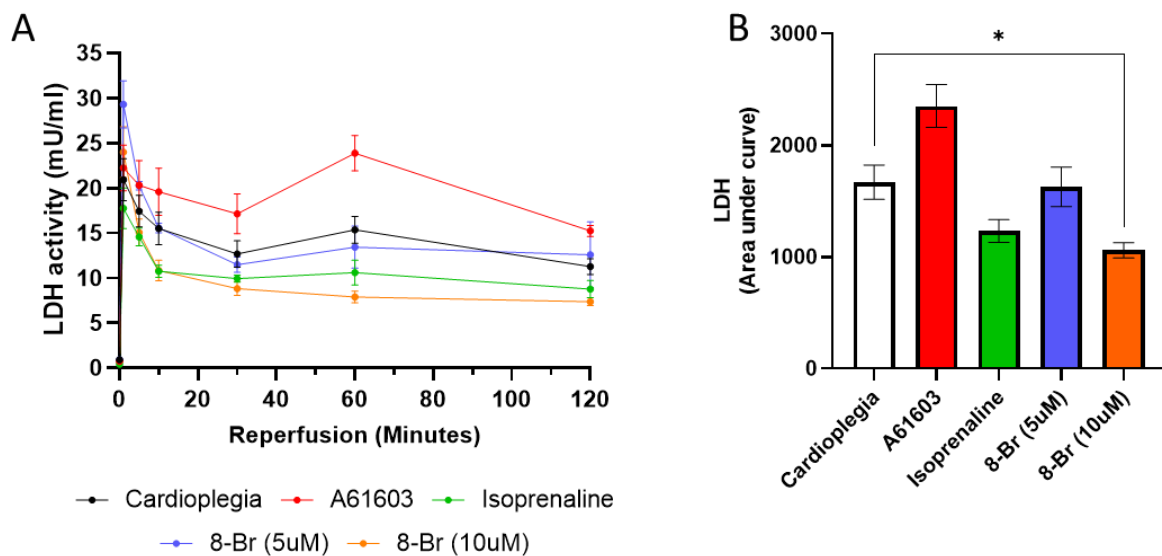 A
LDH activity (mU/ml)
35
30
25
20
15
10
5
0
0 20 40 60 80 100 120
Reperfusion (Minutes)
Cardioplegia A61603 Isoprenaline
8-Br (5uM) 8-Br (10uM)
B
LDH
(Area under curve)
3000
2000
1000
0
*
Cardioplegia
A61603
Isoprenaline
8-Br (5uM)
8-Br (10uM)